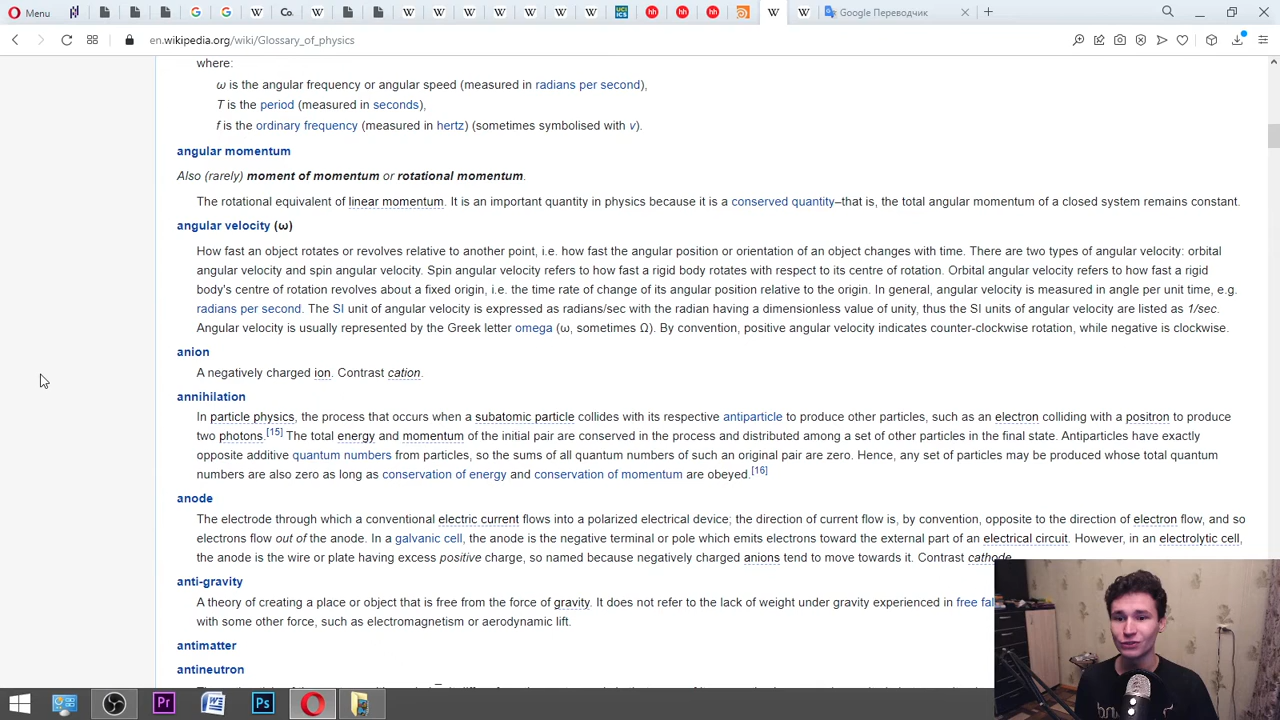 Menu
Co.
UCI ICS
hh
hh
hh
Google Переводчик
en.wikipedia.org/wiki/Glossary_of_physics
where:
ω is the angular frequency or angular speed (measured in radians per second),
T is the period (measured in seconds),
f is the ordinary frequency (measured in hertz) (sometimes symbolised with v).
angular momentum
Also (rarely) moment of momentum or rotational momentum.
The rotational equivalent of linear momentum. It is an important quantity in physics because it is a conserved quantity–that is, the total angular momentum of a closed system remains constant.
angular velocity (ω)
How fast an object rotates or revolves relative to another point, i.e. how fast the angular position or orientation of an object changes with time. There are two types of angular velocity: orbital
angular velocity and spin angular velocity. Spin angular velocity refers to how fast a rigid body rotates with respect to its centre of rotation. Orbital angular velocity refers to how fast a rigid
body's centre of rotation revolves about a fixed origin, i.e. the time rate of change of its angular position relative to the origin. In general, angular velocity is measured in angle per unit time, e.g.
radians per second. The SI unit of angular velocity is expressed as radians/sec with the radian having a dimensionless value of unity, thus the SI units of angular velocity are listed as 1/sec.
Angular velocity is usually represented by the Greek letter omega (ω, sometimes Ω). By convention, positive angular velocity indicates counter-clockwise rotation, while negative is clockwise.
anion
A negatively charged ion. Contrast cation.
annihilation
In particle physics, the process that occurs when a subatomic particle collides with its respective antiparticle to produce other particles, such as an electron colliding with a positron to produce
two photons.[15] The total energy and momentum of the initial pair are conserved in the process and distributed among a set of other particles in the final state. Antiparticles have exactly
opposite additive quantum numbers from particles, so the sums of all quantum numbers of such an original pair are zero. Hence, any set of particles may be produced whose total quantum
numbers are also zero as long as conservation of energy and conservation of momentum are obeyed.[16]
anode
The electrode through which a conventional electric current flows into a polarized electrical device; the direction of current flow is, by convention, opposite to the direction of electron flow, and so
electrons flow out of the anode. In a galvanic cell, the anode is the negative terminal or pole which emits electrons toward the external part of an electrical circuit. However, in an electrolytic cell,
the anode is the wire or plate having excess positive charge, so named because negatively charged anions tend to move towards it. Contrast cathode.
anti-gravity
A theory of creating a place or object that is free from the force of gravity. It does not refer to the lack of weight under gravity experienced in free fal
with some other force, such as electromagnetism or aerodynamic lift.
antimatter
antineutron
Pr
Ps